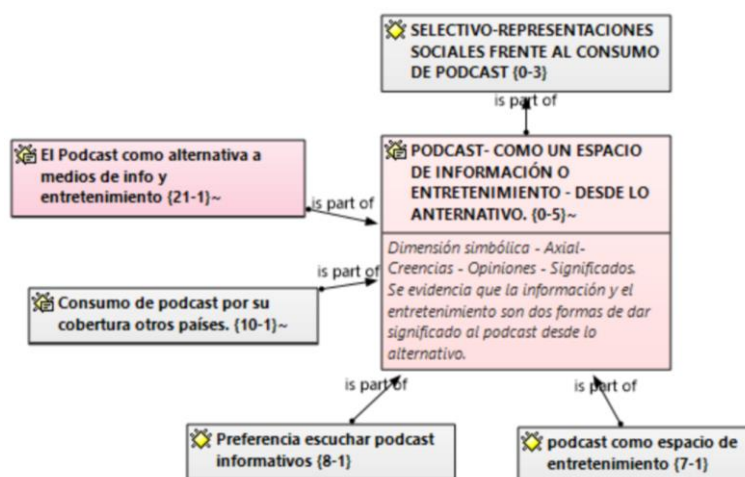 SELECTIVO-REPRESENTACIONES
SOCIALES FRENTE AL CONSUMO
DE PODCAST {0-3}
is part of
El Podcast como alternativa a
medios de info y
entretenimiento {21-1}~
is part of
PODCAST- COMO UN ESPACIO
DE INFORMACIÓN O
ENTRETENIMIENTO - DESDE LO
ANTERNATIVO. {0-5}~
Dimensión simbólica - Axial-
Creencias - Opiniones - Significados.
Se evidencia que la información y el
entretenimiento son dos formas de dar
significado al podcast desde lo
alternativo.
is part of
Consumo de podcast por su
cobertura otros países. {10-1}~
is part of
is part of
Preferencia escuchar podcast
informativos {8-1}
podcast como espacio de
entretenimiento {7-1}